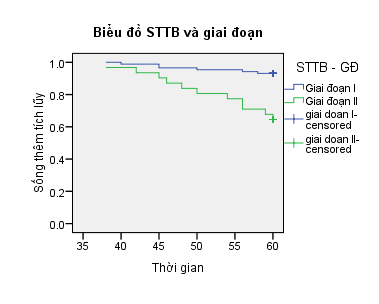 Biểu đồ STTB và giai đoạn
STTB - GĐ
Giai đoạn I
Giai đoạn II
giai doan I-
censored
giai doan II-
censored
Sống thêm tích lũy
1.0
0.8
0.6
0.4
0.2
0.0
35 40 45 50 55 60
Thời gian